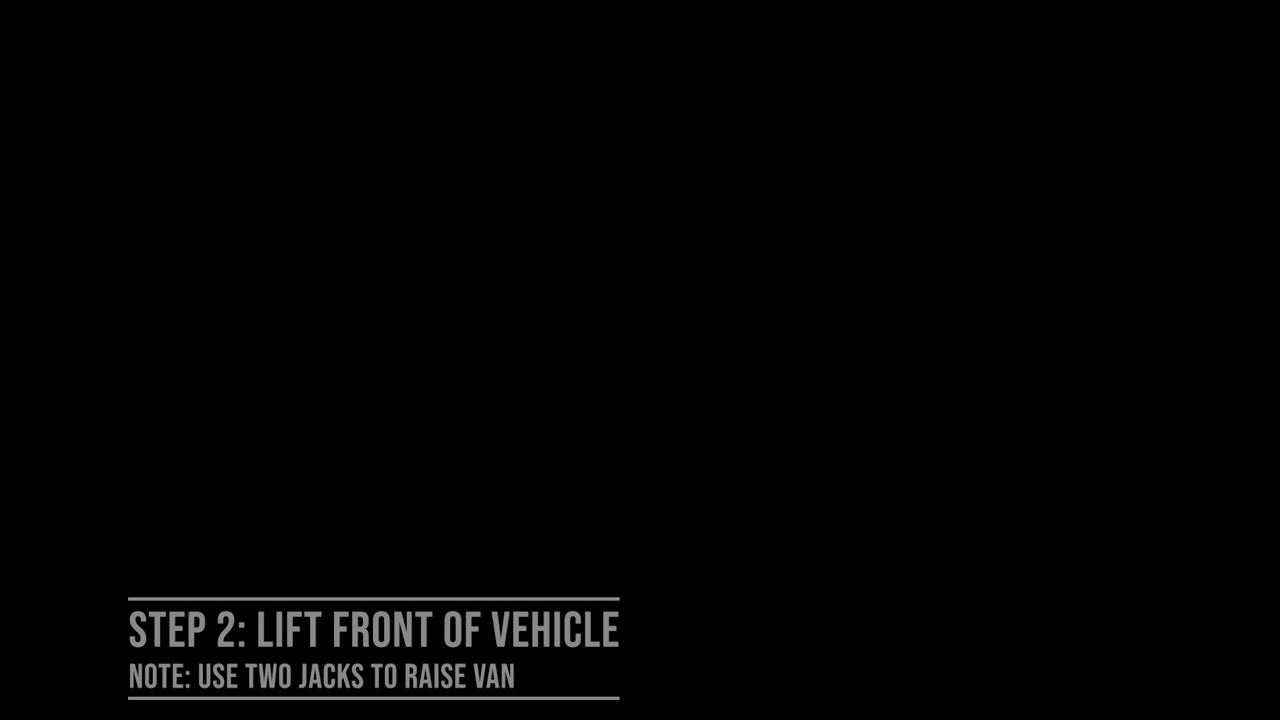 STEP 2: LIFT FRONT OF VEHICLE
NOTE: USE TWO JACKS TO RAISE VAN